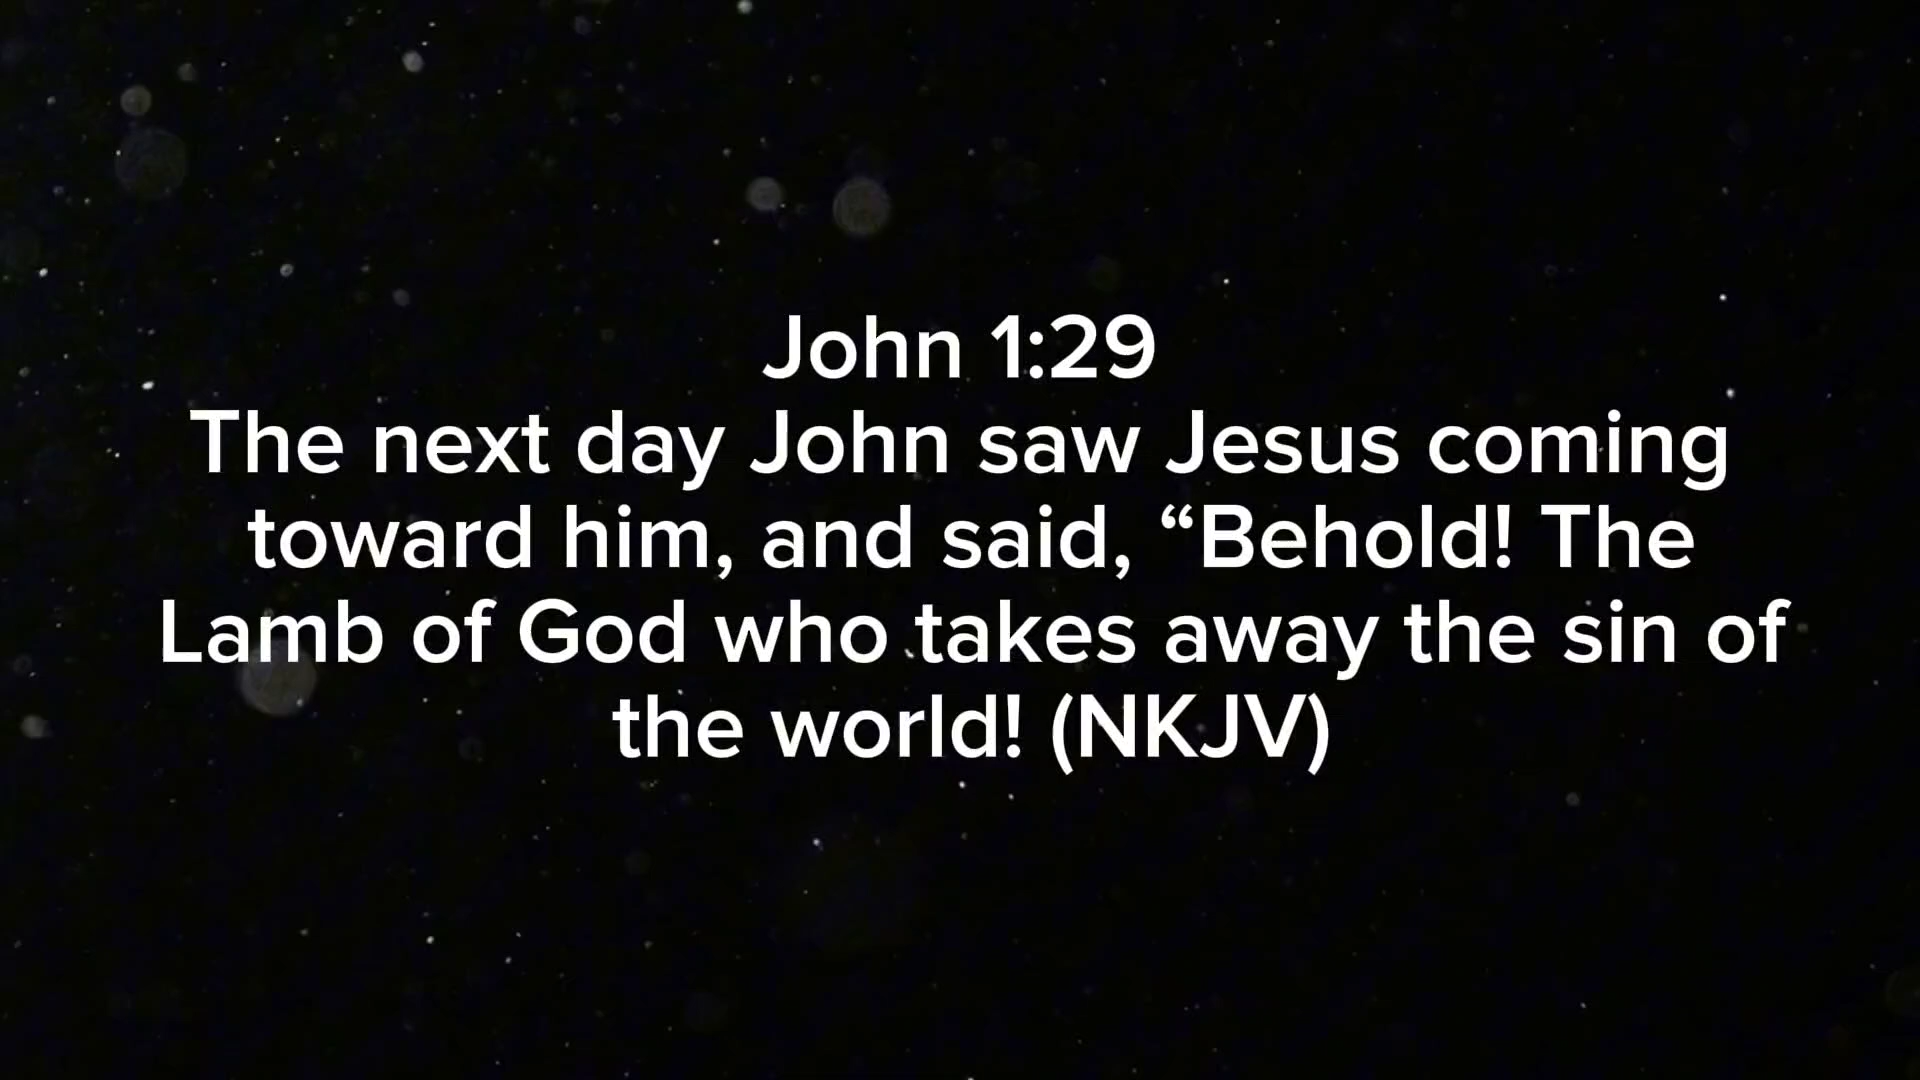 John 1:29
The next day John saw Jesus coming
toward him, and said, “Behold! The
Lamb of God who takes away the sin of
the world! (NKJV)